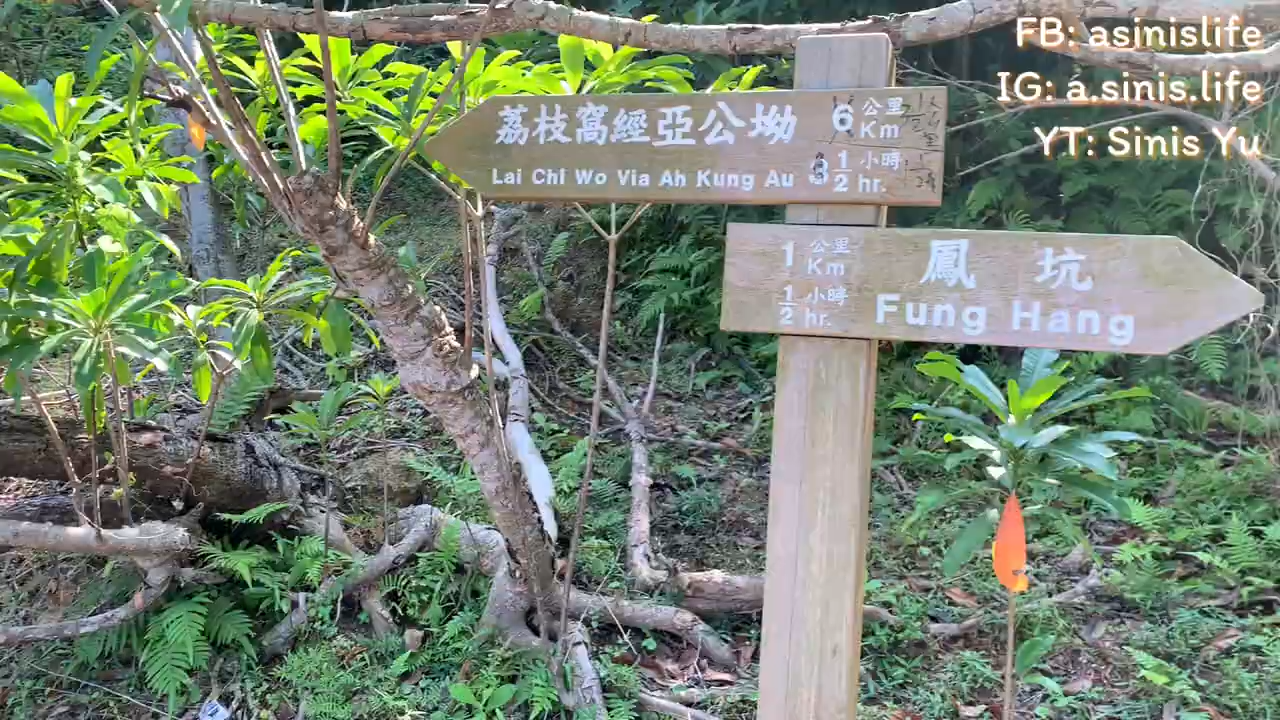 FB: asinislife
IG: a.sinis.life
YT: Sinis Yu
荔枝窩經亞公坳 6 公里 Km
Lai Chi Wo Via Ah Kung Au 3 1/2 小時 hr.
1 公里 Km 鳳坑
1/2 小時 hr. Fung Hang